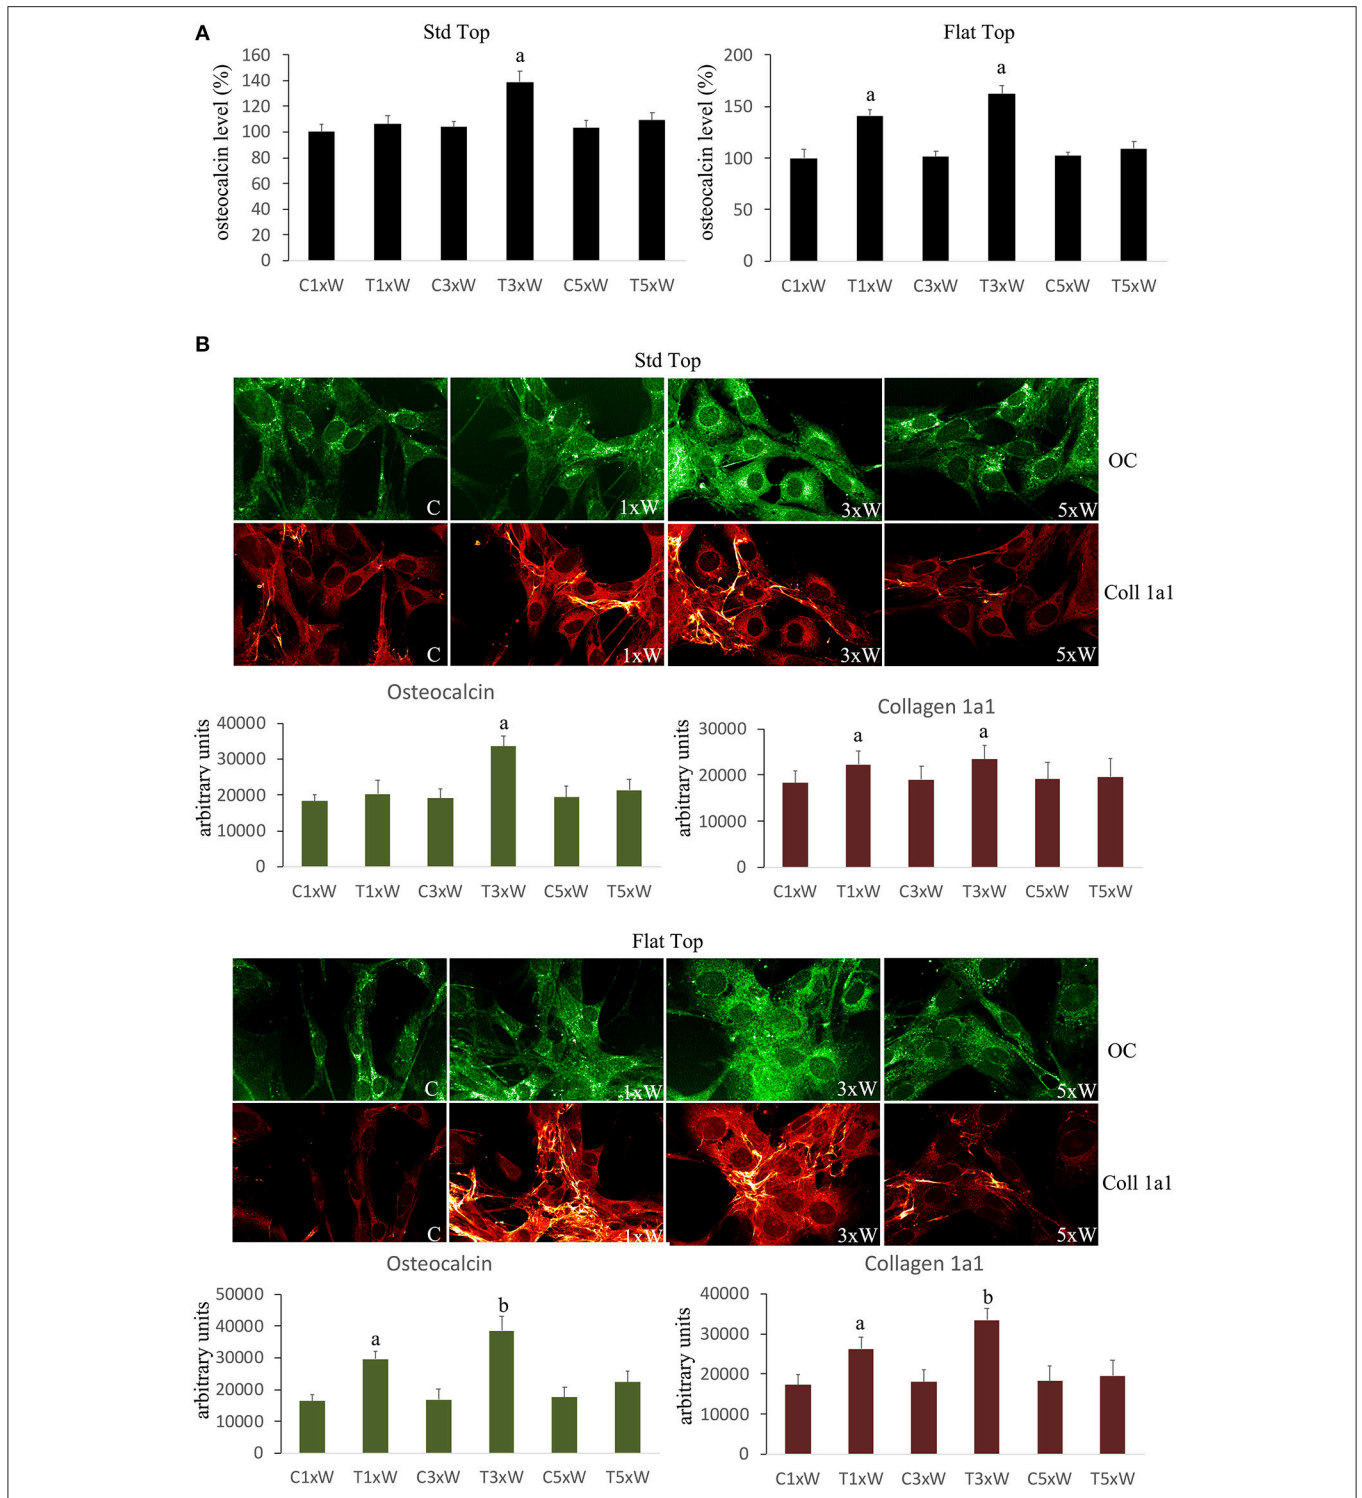 A
Std Top
Flat Top
osteocalcin level (%)
160
140
120
100
80
60
40
20
0
a
C1xW T1xW C3xW T3xW C5xW T5xW
osteocalcin level (%)
200
150
100
50
0
a
a
C1xW T1xW C3xW T3xW C5xW T5xW
B
Std Top
C 1xW 3xW 5xW
OC
C 1xW 3xW 5xW
Coll 1a1
Osteocalcin
arbitrary units
40000
30000
20000
10000
0
a
C1xW T1xW C3xW T3xW C5xW T5xW
Collagen 1a1
arbitrary units
30000
20000
10000
0
a
a
C1xW T1xW C3xW T3xW C5xW T5xW
Flat Top
C 1xW 3xW 5xW
OC
C 1xW 3xW 5xW
Coll 1a1
Osteocalcin
arbitrary units
50000
40000
30000
20000
10000
0
a
b
C1xW T1xW C3xW T3xW C5xW T5xW
Collagen 1a1
arbitrary units
40000
30000
20000
10000
0
a
b
C1xW T1xW C3xW T3xW C5xW T5xW